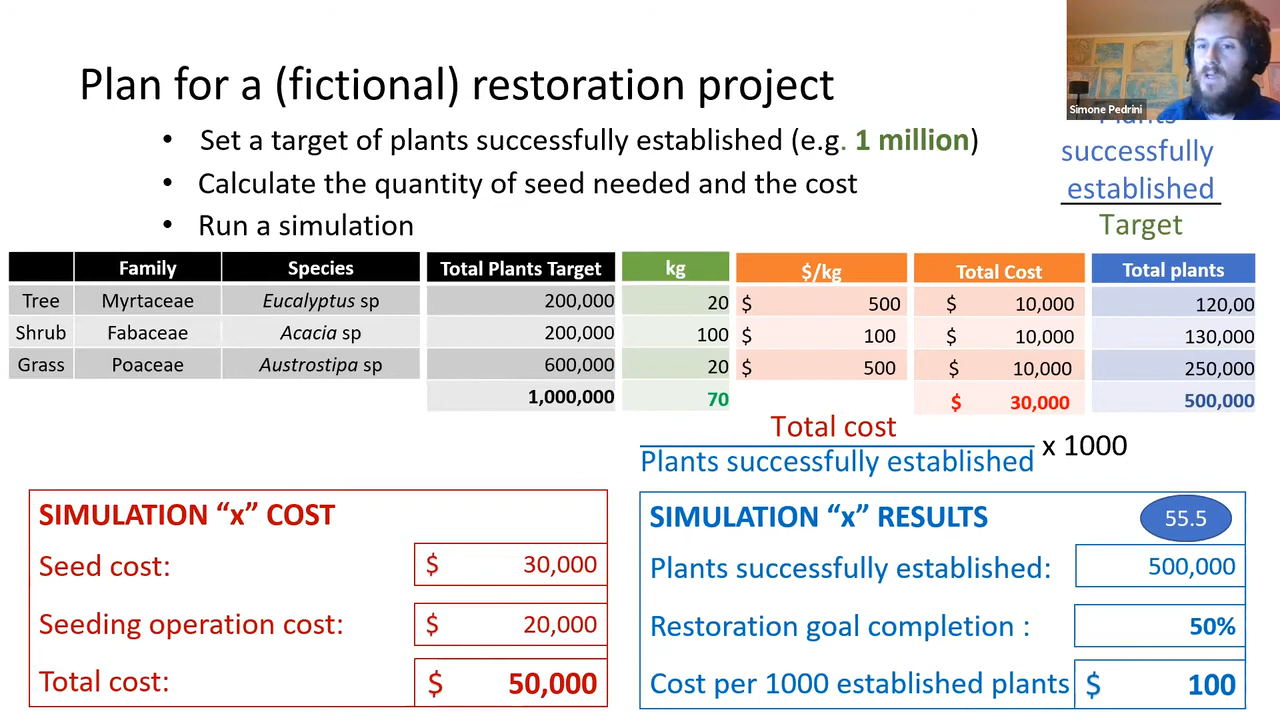 Plan for a (fictional) restoration project
Simone Pedrini
• Set a target of plants successfully established (e.g. 1 million)
• Calculate the quantity of seed needed and the cost
• Run a simulation
Plants
successfully
established
Target
Family Species Total Plants Target kg $/kg Total Cost Total plants
Tree Myrtaceae Eucalyptus sp 200,000 20 $ 500 $ 10,000 120,00
Shrub Fabaceae Acacia sp 200,000 100 $ 100 $ 10,000 130,000
Grass Poaceae Austrostipa sp 600,000 20 $ 500 $ 10,000 250,000
1,000,000 70 $ 30,000 500,000
Total cost
Plants successfully established x 1000
SIMULATION “x” COST
Seed cost: $ 30,000
Seeding operation cost: $ 20,000
Total cost: $ 50,000
SIMULATION “x” RESULTS 55.5
Plants successfully established: 500,000
Restoration goal completion : 50%
Cost per 1000 established plants $ 100